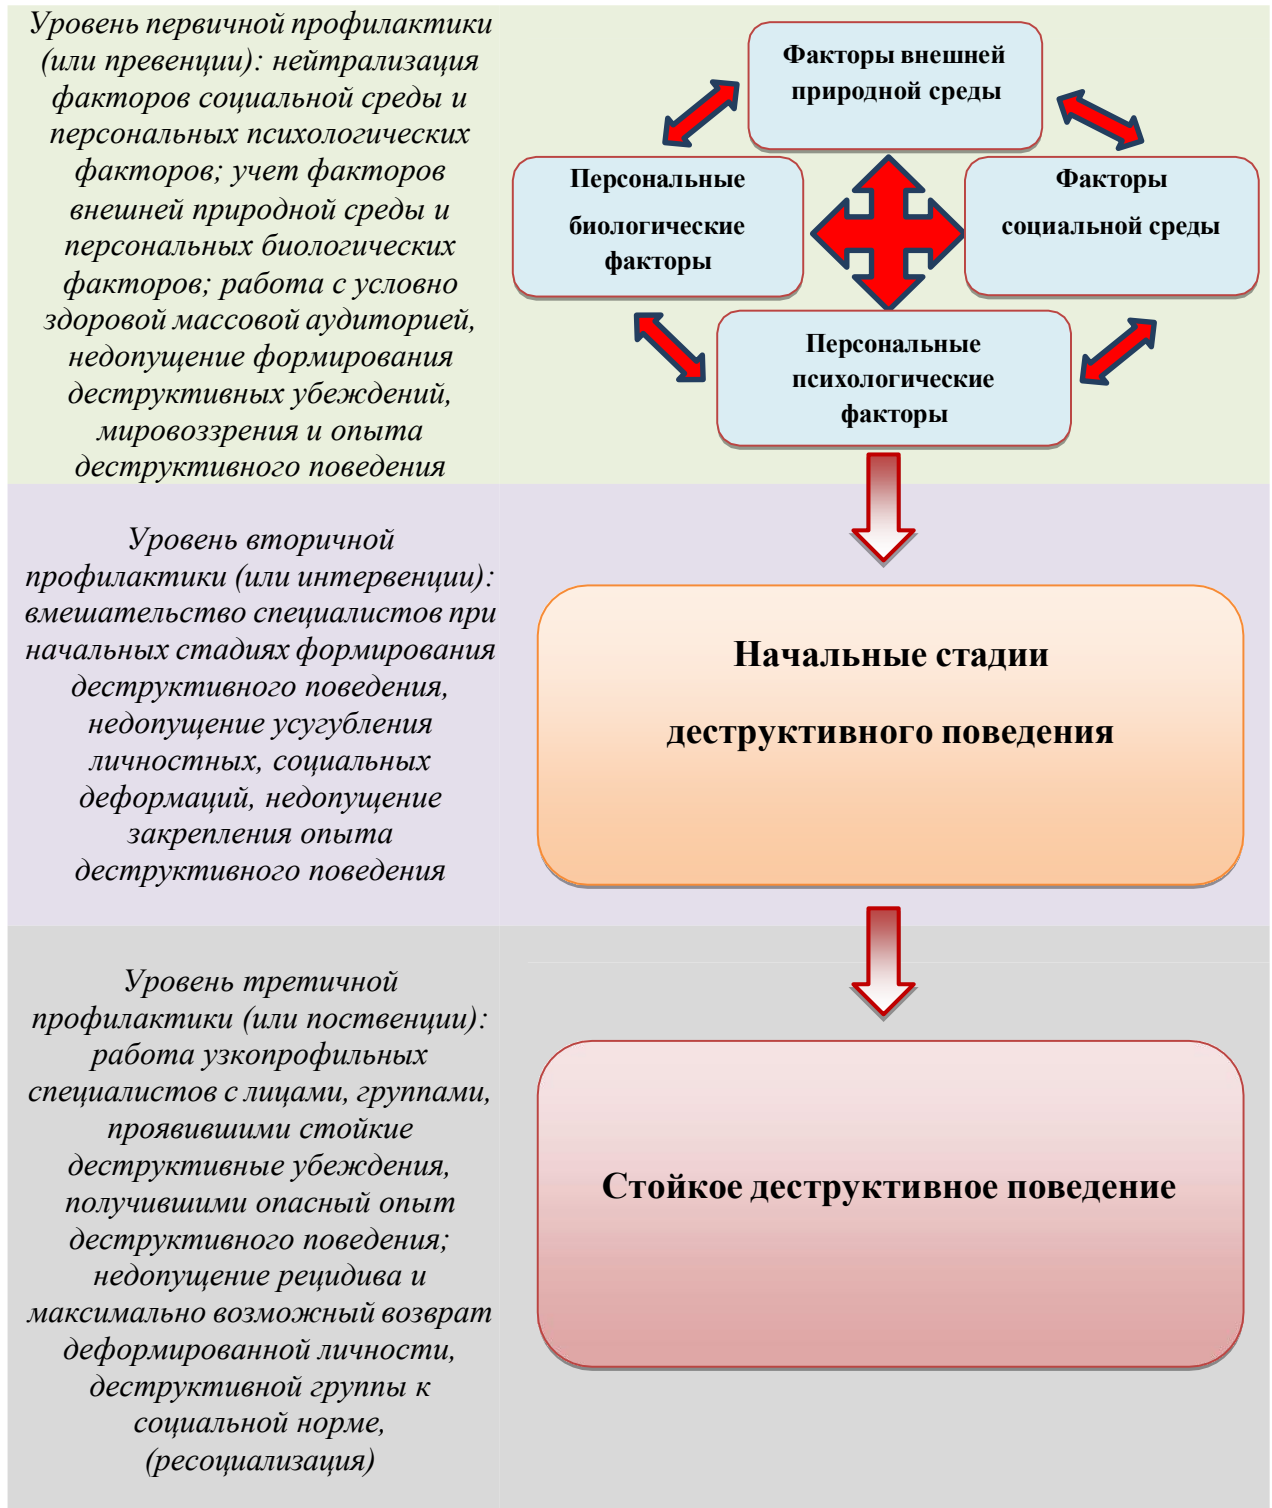 Уровень первичной профилактики
(или превенции): нейтрализация
факторов социальной среды и
персональных психологических
факторов; учет факторов
внешней природной среды и
персональных биологических
факторов; работа с условно
здоровой массовой аудиторией,
недопущение формирования
деструктивных убеждений,
мировоззрения и опыта
деструктивного поведения
Факторы внешней
природной среды
Персональные
биологические
факторы
Факторы
социальной среды
Персональные
психологические
факторы
Уровень вторичной
профилактики (или интервенции):
вмешательство специалистов при
начальных стадиях формирования
деструктивного поведения,
недопущение усугубления
личностных, социальных
деформаций, недопущение
закрепления опыта
деструктивного поведения
Начальные стадии
деструктивного поведения
Уровень третичной
профилактики (или поственции):
работа узкопрофильных
специалистов с лицами, группами,
проявившими стойкие
деструктивные убеждения,
получившими опасный опыт
деструктивного поведения;
недопущение рецидива и
максимально возможный возврат
деформированной личности,
деструктивной группы к
социальной норме,
(ресоциализация)
Стойкое деструктивное поведение